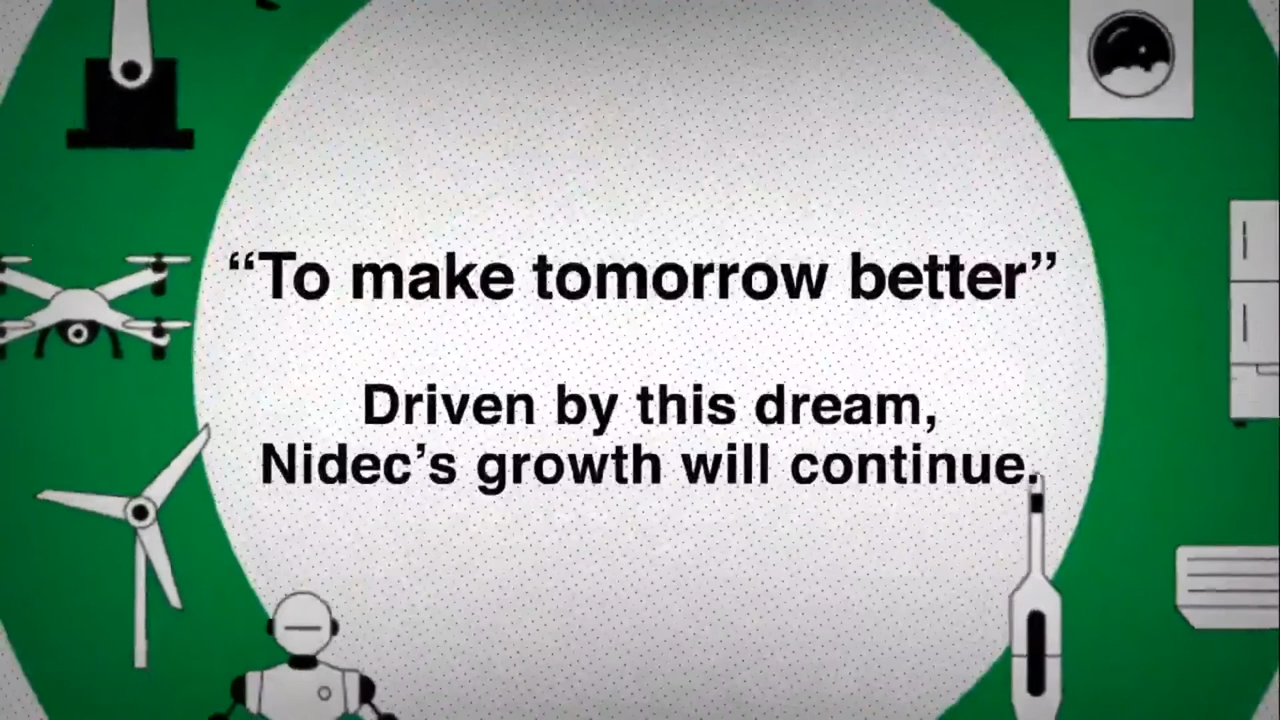 “To make tomorrow better”
Driven by this dream,
Nidec’s growth will continue.